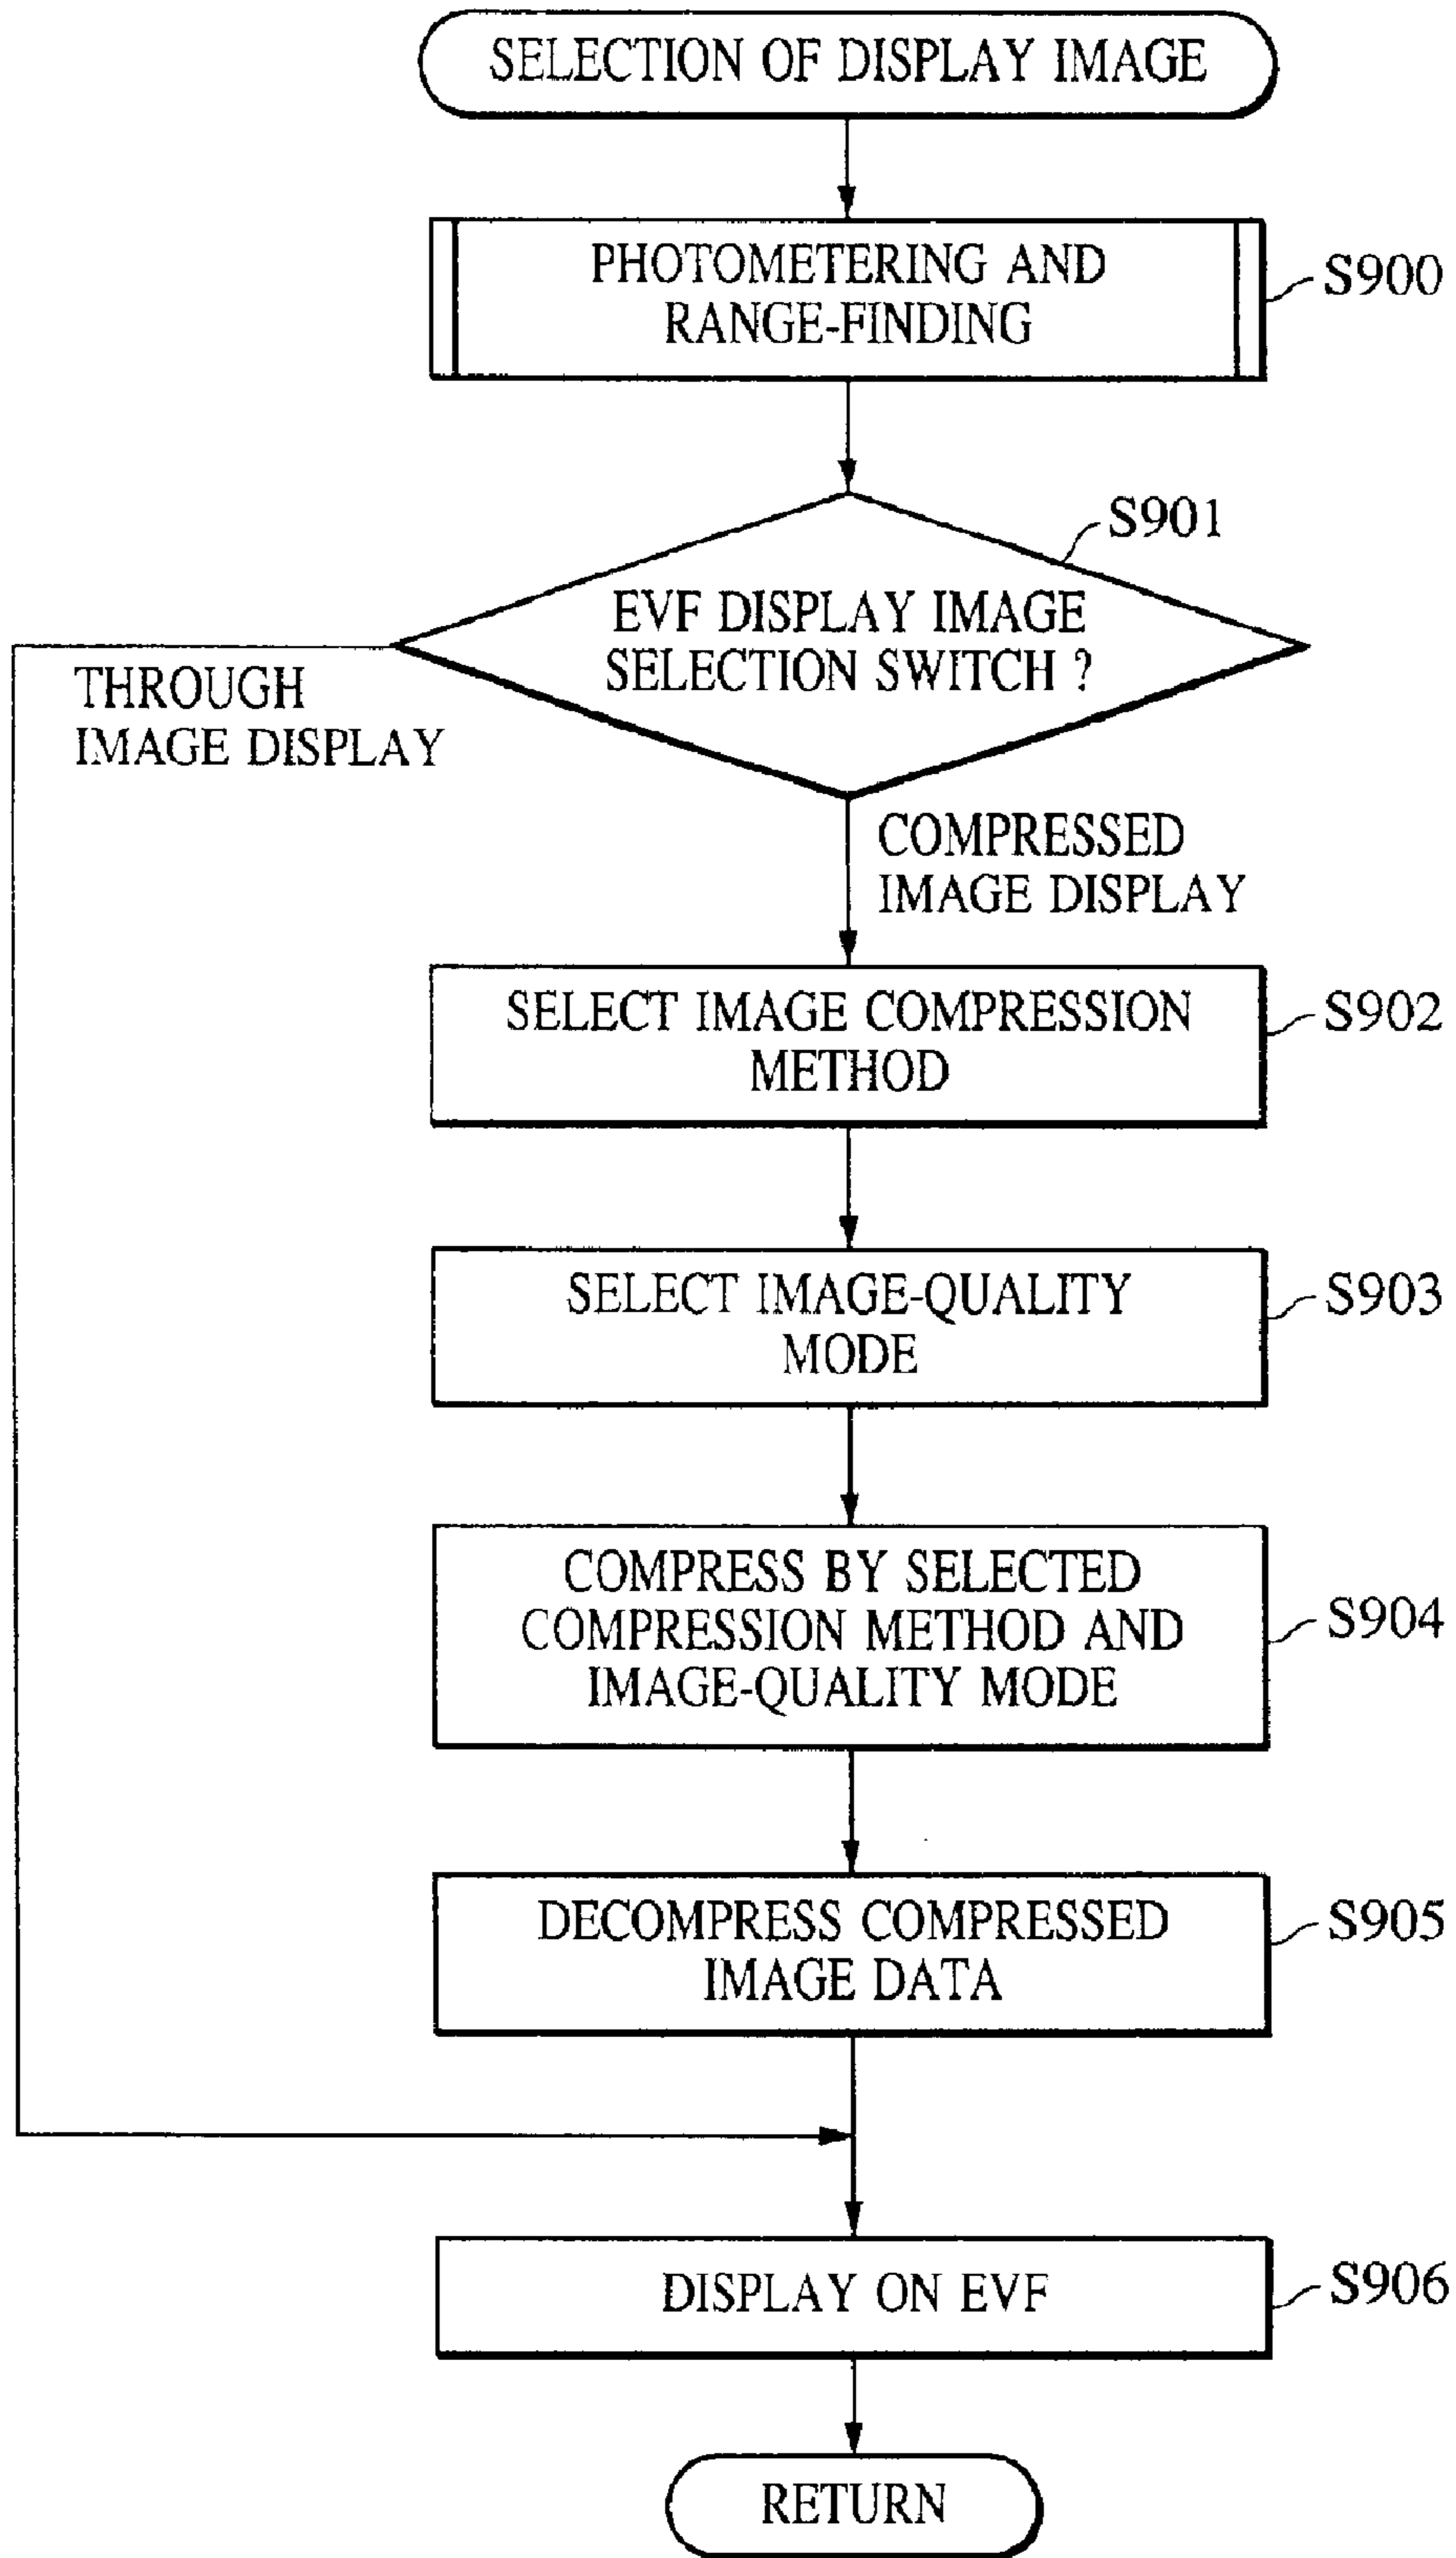 SELECTION OF DISPLAY IMAGE
PHOTOMETERING AND
RANGE-FINDING
S900
S901
EVF DISPLAY IMAGE
SELECTION SWITCH ?
THROUGH
IMAGE DISPLAY
COMPRESSED
IMAGE DISPLAY
SELECT IMAGE COMPRESSION
METHOD
S902
SELECT IMAGE-QUALITY
MODE
S903
COMPRESS BY SELECTED
COMPRESSION METHOD AND
IMAGE-QUALITY MODE
S904
DECOMPRESS COMPRESSED
IMAGE DATA
S905
DISPLAY ON EVF
S906
RETURN